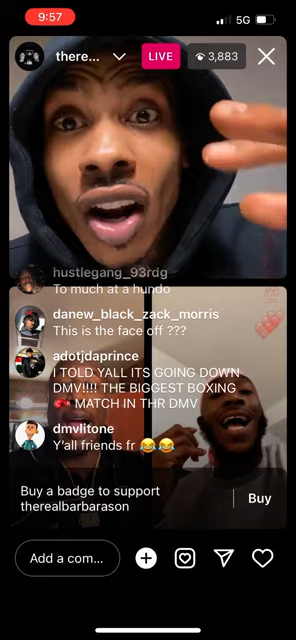 9:57
5G
there...
LIVE
3,883
hustlegang_93rdg
To much at a hundo
danew_black_zack_morris
This is the face off ???
adotjdaprince
I TOLD YALL ITS GOING DOWN
DMV!!!! THE BIGGEST BOXING
🥊 MATCH IN THR DMV
dmvlitone
Y'all friends fr 😂😂
Buy a badge to support
therealbarbarason
Buy
Add a com...